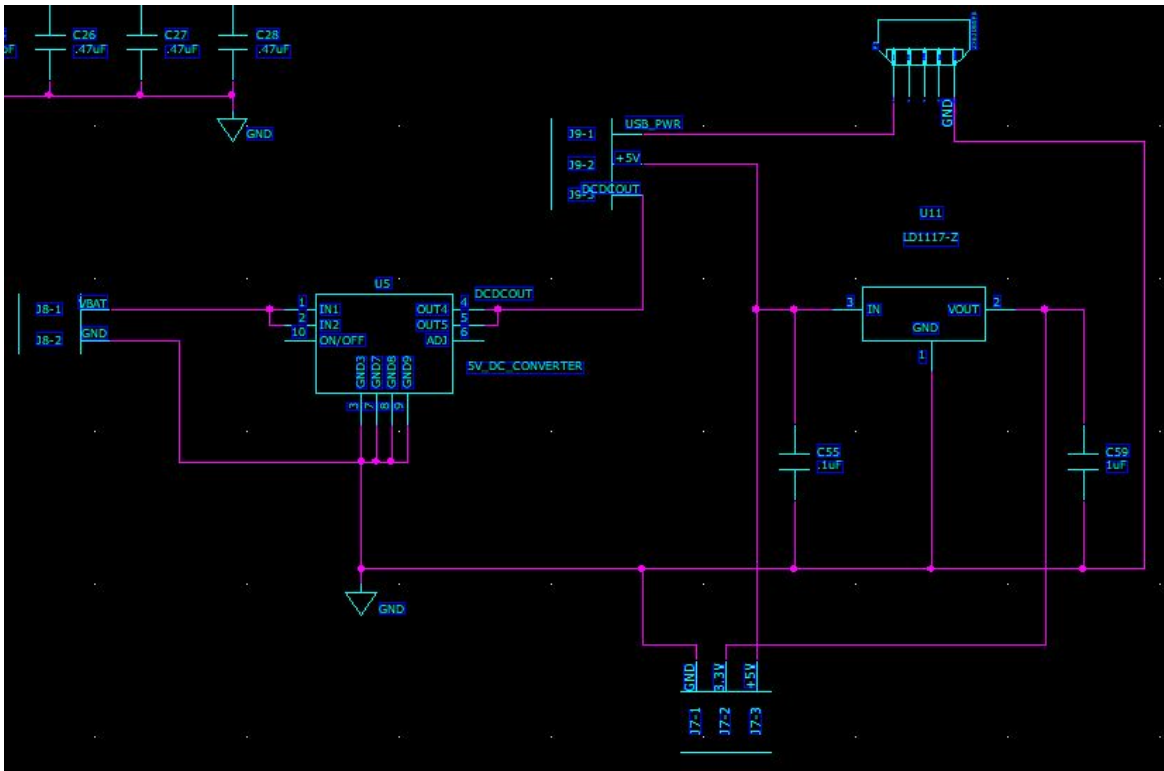 C26
.47uF
C27
.47uF
C28
.47uF
GND
J9-1
USB_PWR
J9-2
+5V
J9-3
DCDCOUT
GND
U11
LD1117-Z
3
IN
VOUT
2
GND
1
J8-1
VBAT
J8-2
GND
U5
1
IN1
2
IN2
10
ON/OFF
OUT4
4
DCDCOUT
OUT5
5
ADJ
6
GND3
GND7
GND8
GND9
3
7
8
9
5V_DC_CONVERTER
C55
.1uF
C59
1uF
GND
GND
3.3V
+5V
J7-1
J7-2
J7-3